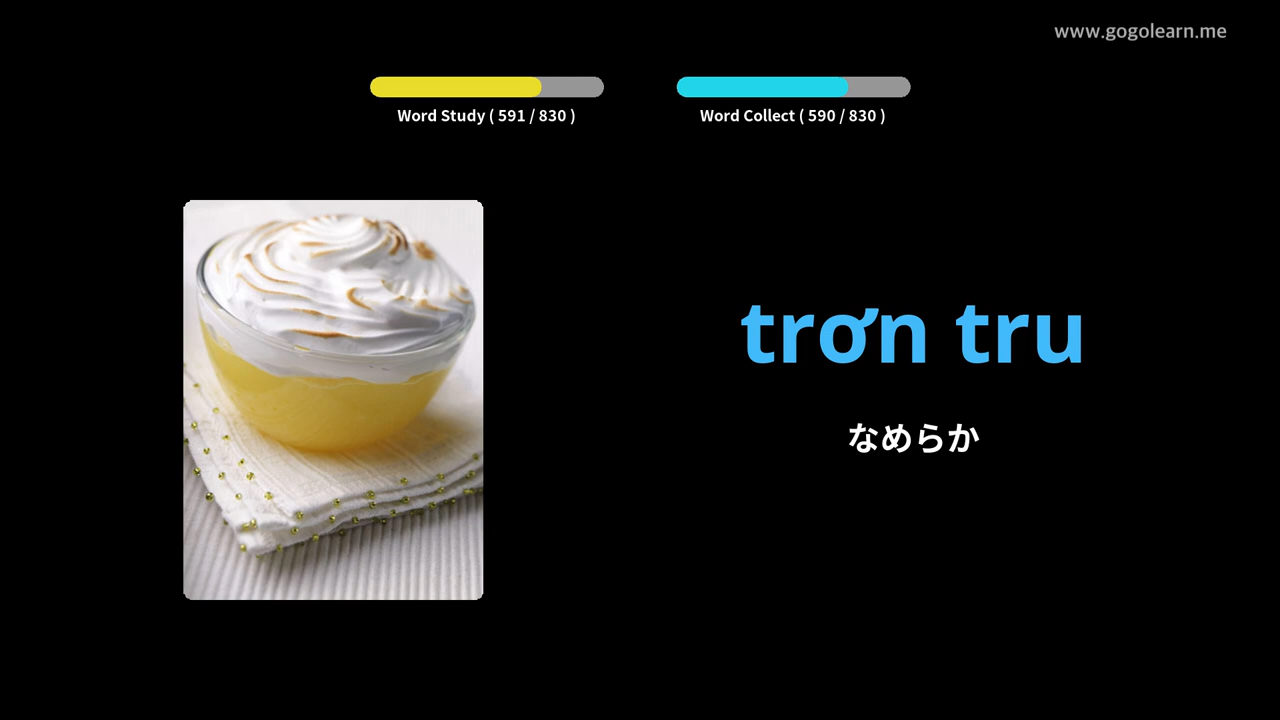 www.gogolearn.me
Word Study ( 591 / 830 )
Word Collect ( 590 / 830 )
trơn tru
なめらか